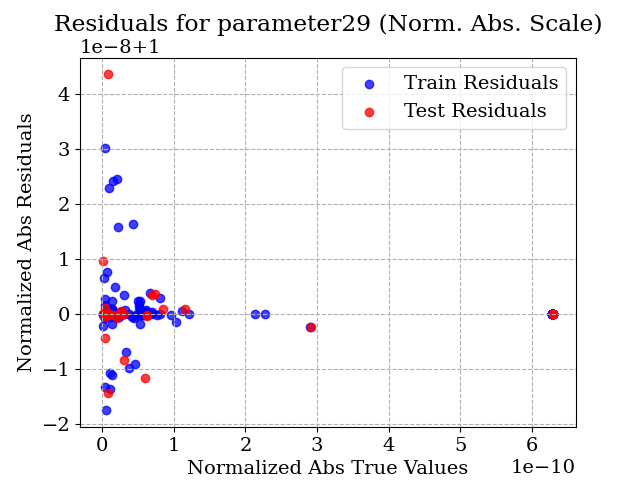 Residuals for parameter29 (Norm. Abs. Scale)
1e−8+1
Train Residuals
Test Residuals
Normalized Abs Residuals
4
3
2
1
0
−1
−2
0 1 2 3 4 5 6
Normalized Abs True Values
1e−10